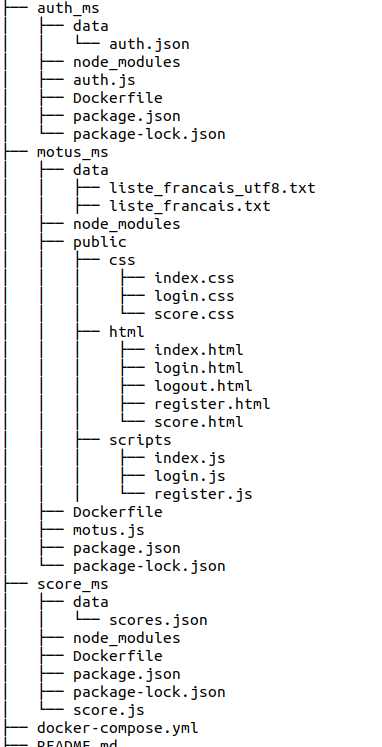 ├── auth_ms
│   ├── data
│   │   └── auth.json
│   ├── node_modules
│   ├── auth.js
│   ├── Dockerfile
│   ├── package.json
│   └── package-lock.json
├── motus_ms
│   ├── data
│   │   ├── liste_francais_utf8.txt
│   │   ├── liste_francais.txt
│   ├── node_modules
│   ├── public
│   │   ├── css
│   │   │    ├── index.css
│   │   │    ├── login.css
│   │   │    └── score.css
│   │   ├── html
│   │   │    ├── index.html
│   │   │    ├── login.html
│   │   │    ├── logout.html
│   │   │    ├── register.html
│   │   │    └── score.html
│   │   ├── scripts
│   │   │    ├── index.js
│   │   │    ├── login.js
│   │   │    └── register.js
│   ├── Dockerfile
│   ├── motus.js
│   ├── package.json
│   └── package-lock.json
├── score_ms
│   ├── data
│   │   └── scores.json
│   ├── node_modules
│   ├── Dockerfile
│   ├── package.json
│   ├── package-lock.json
│   └── score.js
├── docker-compose.yml
├── README.md